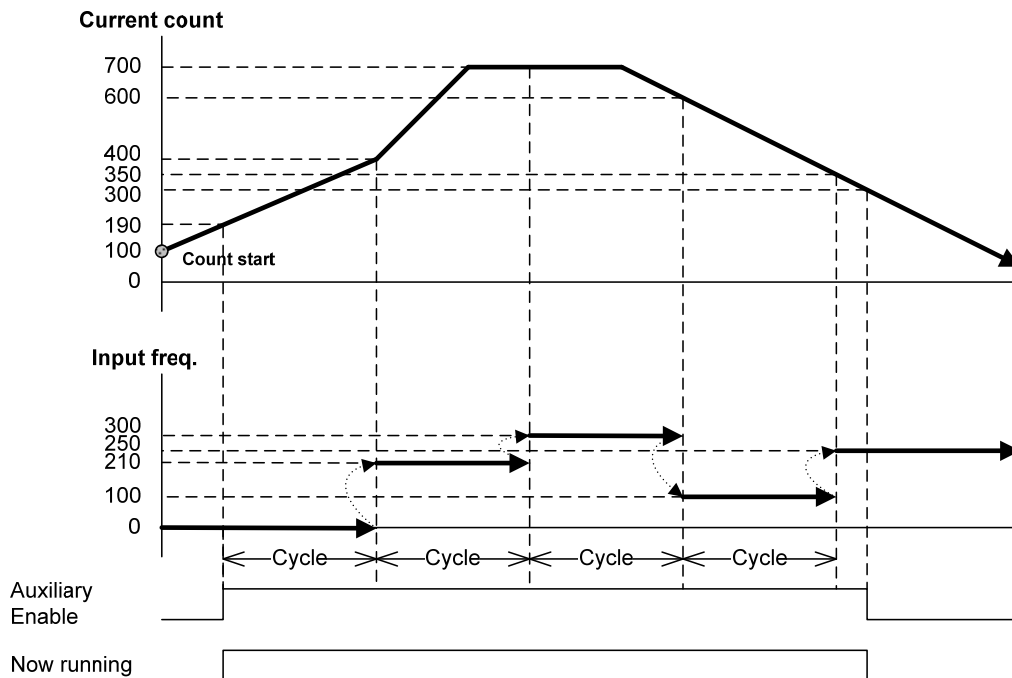 Current count
700
600
400
350
300
190
100
Count start
0
Input freq.
300
250
210
100
0
Cycle Cycle Cycle Cycle
Auxiliary
Enable
Now running